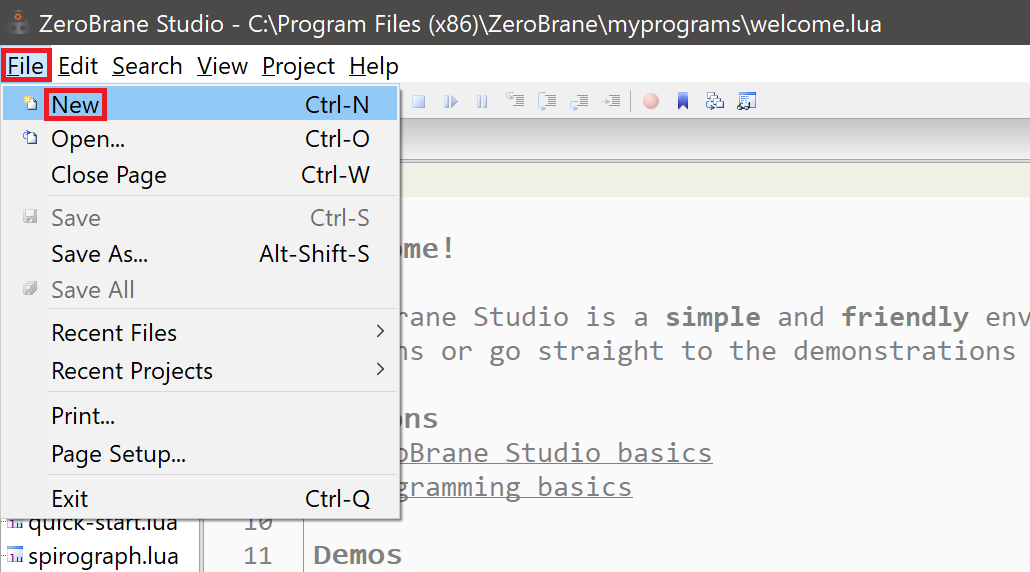 ZeroBrane Studio - C:\Program Files (x86)\ZeroBrane\myprograms\welcome.lua
File Edit Search View Project Help
New Ctrl-N
Open... Ctrl-O
Close Page Ctrl-W
Save Ctrl-S
Save As... Alt-Shift-S
Save All
Recent Files
Recent Projects
Print...
Page Setup...
Exit Ctrl-Q
ome!
rane Studio is a simple and friendly env
ns or go straight to the demonstrations
ons
oBrane Studio basics
gramming basics
quick-start.lua 10
spirograph.lua 11 Demos